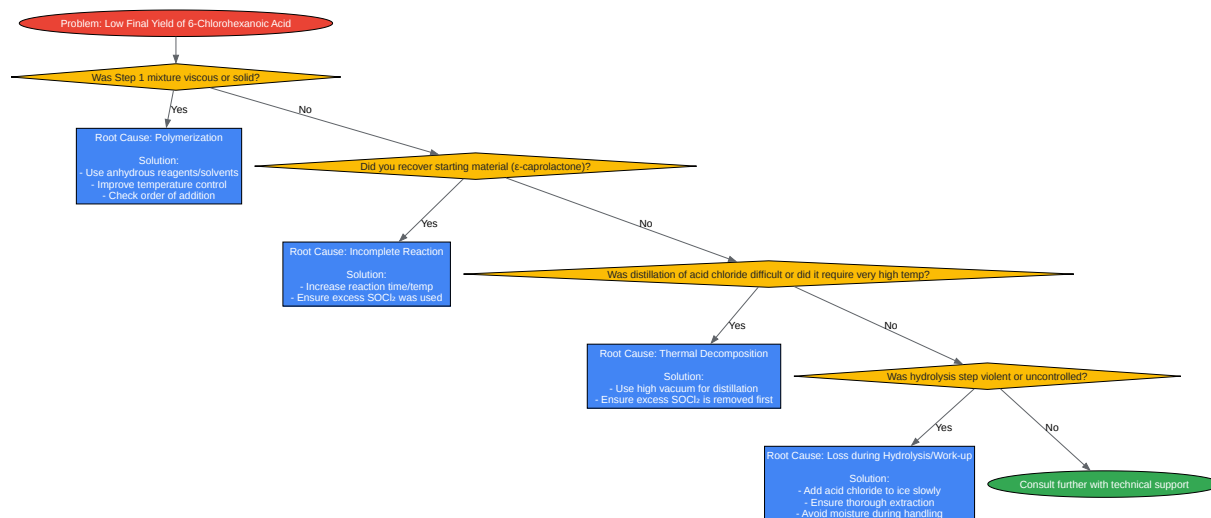 Problem: Low Final Yield of 6-Chlorohexanoic Acid
Was Step 1 mixture viscous or solid?
Yes
No
Root Cause: Polymerization
Solution:
- Use anhydrous reagents/solvents
- Improve temperature control
- Check order of addition
Did you recover starting material (ε-caprolactone)?
Yes
No
Root Cause: Incomplete Reaction
Solution:
- Increase reaction time/temp
- Ensure excess SOCl₂ was used
Was distillation of acid chloride difficult or did it require very high temp?
Yes
No
Root Cause: Thermal Decomposition
Solution:
- Use high vacuum for distillation
- Ensure excess SOCl₂ is removed first
Was hydrolysis step violent or uncontrolled?
Yes
No
Root Cause: Loss during Hydrolysis/Work-up
Solution:
- Add acid chloride to ice slowly
- Ensure thorough extraction
- Avoid moisture during handling
Consult further with technical support